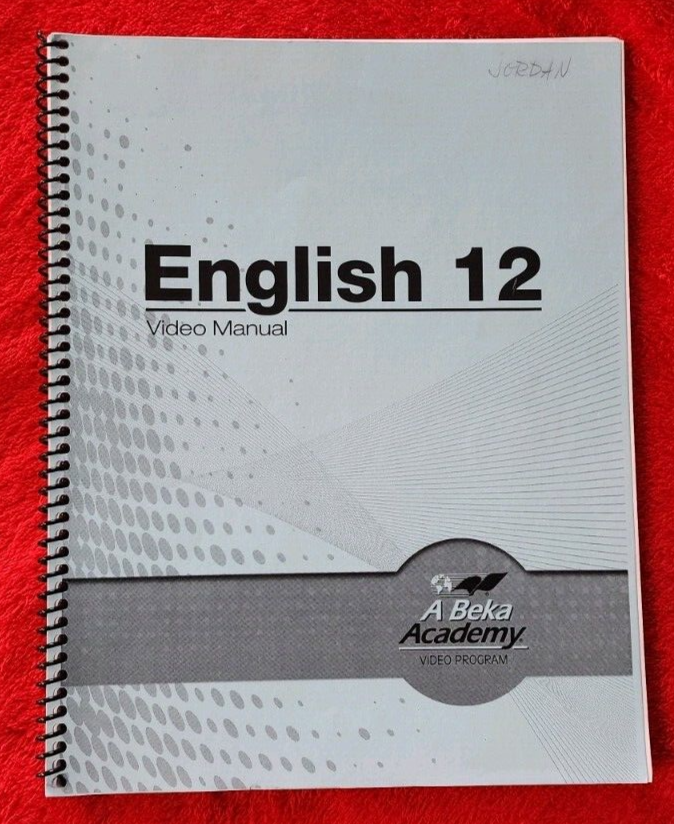 JORDAN
English 12
Video Manual
A Beka
Academy®
VIDEO PROGRAM